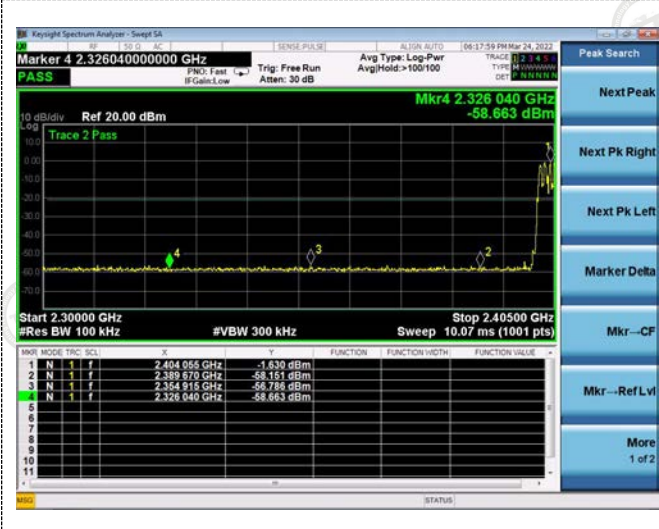 Keysight Spectrum Analyzer - Swept SA
RF 50 Ω AC SENSE:PULSE ALIGN AUTO 06:17:59 PM Mar 24, 2022
Marker 4 2.326040000000 GHz Avg Type: Log-Pwr TRACE 1 2 3 4 5 6
PNO: Fast Trig: Free Run Avg|Hold:>100/100 TYPE M W W W W W
PASS IFGain:Low Atten: 30 dB DET P N N N N N
Mkr4 2.326 040 GHz
10 dB/div Ref 20.00 dBm -58.663 dBm
Log
Trace 2 Pass
10.0
0.00
-10.0
-20.0
-30.0
-40.0
-50.0
-60.0
-70.0
4
3
2
Start 2.30000 GHz Stop 2.40500 GHz
#Res BW 100 kHz #VBW 300 kHz Sweep 10.07 ms (1001 pts)
MKR MODE TRC SCL X Y FUNCTION FUNCTION WIDTH FUNCTION VALUE
1 N 1 f 2.404 055 GHz -1.630 dBm
2 N 1 f 2.389 670 GHz -58.151 dBm
3 N 1 f 2.354 915 GHz -56.786 dBm
4 N 1 f 2.326 040 GHz -58.663 dBm
5
6
7
8
9
10
11
MSG STATUS
Peak Search
Next Peak
Next Pk Right
Next Pk Left
Marker Delta
Mkr→CF
Mkr→RefLvl
More
1 of 2